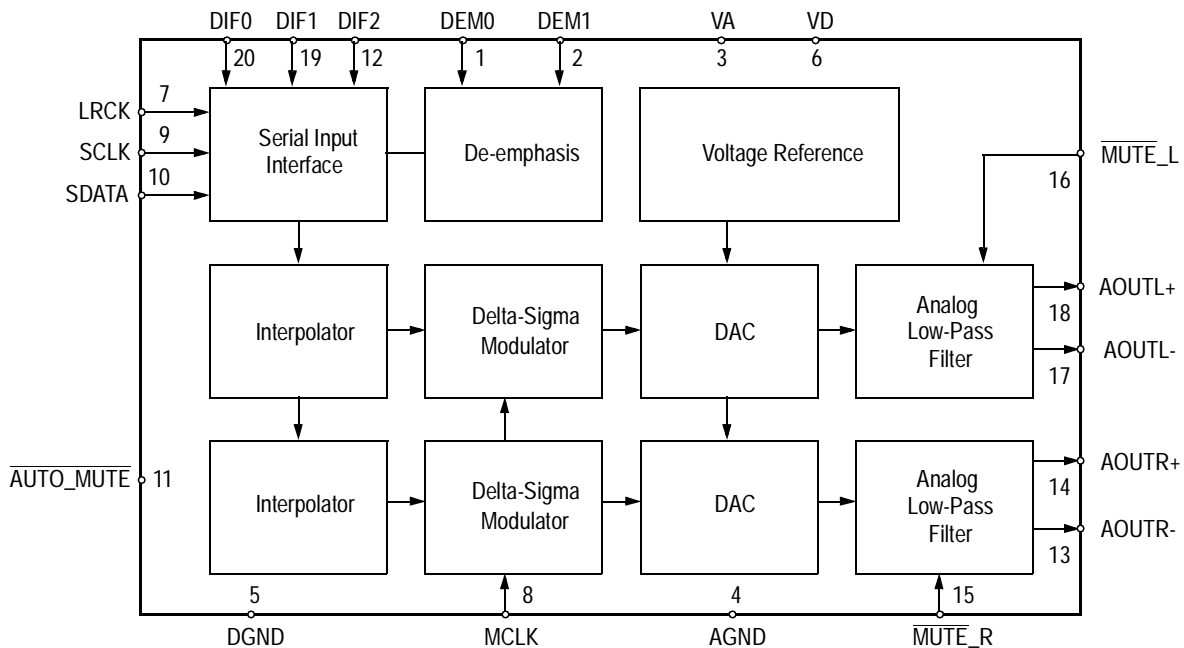 DIF0 DIF1 DIF2 DEM0 DEM1 VA VD
20 19 12 1 2 3 6
LRCK 7
SCLK 9
SDATA 10
Serial Input
Interface
De-emphasis
Voltage Reference
MUTE_L
16
Interpolator
Delta-Sigma
Modulator
DAC
Analog
Low-Pass
Filter
AOUTL+
18
AOUTL-
17
AUTO_MUTE 11
Interpolator
Delta-Sigma
Modulator
DAC
Analog
Low-Pass
Filter
AOUTR+
14
AOUTR-
13
5 8 4 15
DGND MCLK AGND MUTE_R